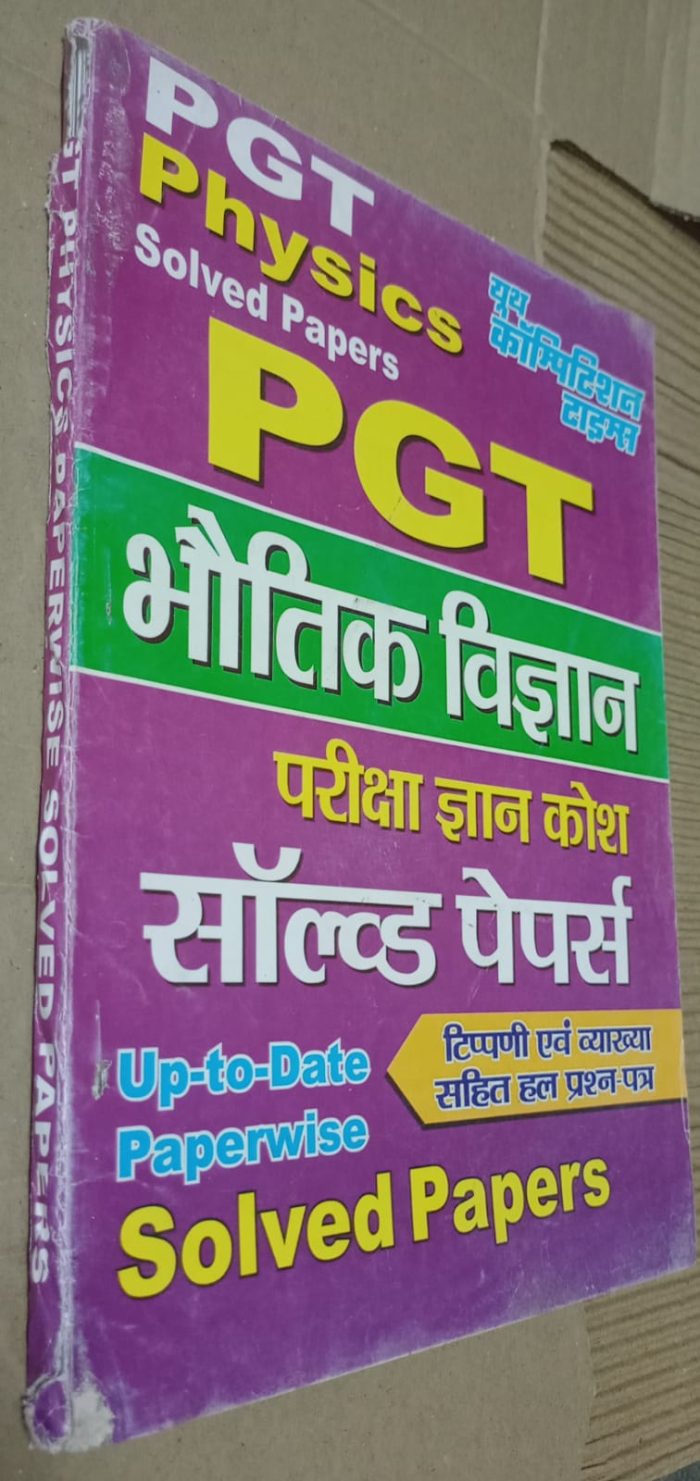 PGT
Physics
Solved Papers
यूथ
कॉम्पिटिशन
टाइम्स
PGT
भौतिक विज्ञान
परीक्षा ज्ञान कोश
सॉल्व्ड पेपर्स
Up-to-Date
Paperwise
टिप्पणी एवं व्याख्या
सहित हल प्रश्न-पत्र
Solved Papers
GT PHYSICS PAPERWISE SOLVED PAPERS